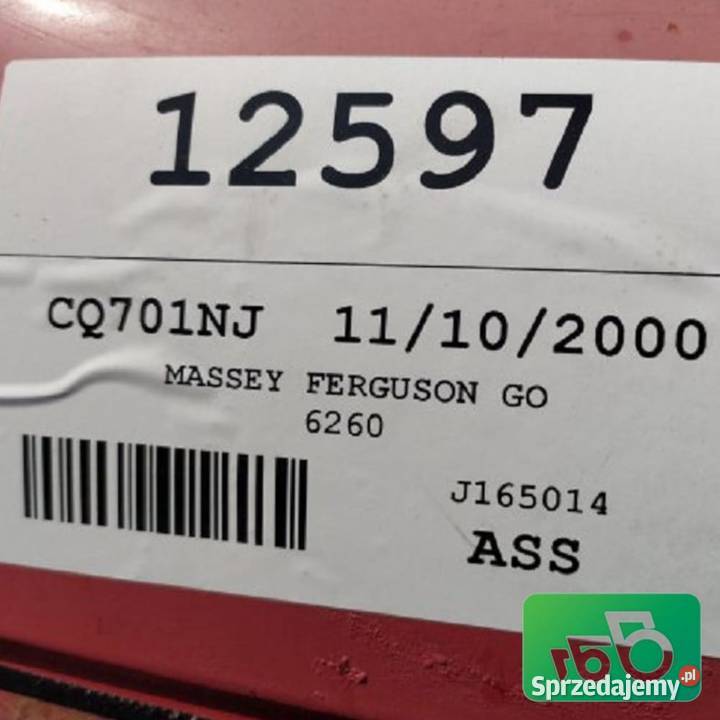 12597
CQ701NJ 11/10/2000
MASSEY FERGUSON GO
6260
J165014
ASS
Sprzedajemy.pl